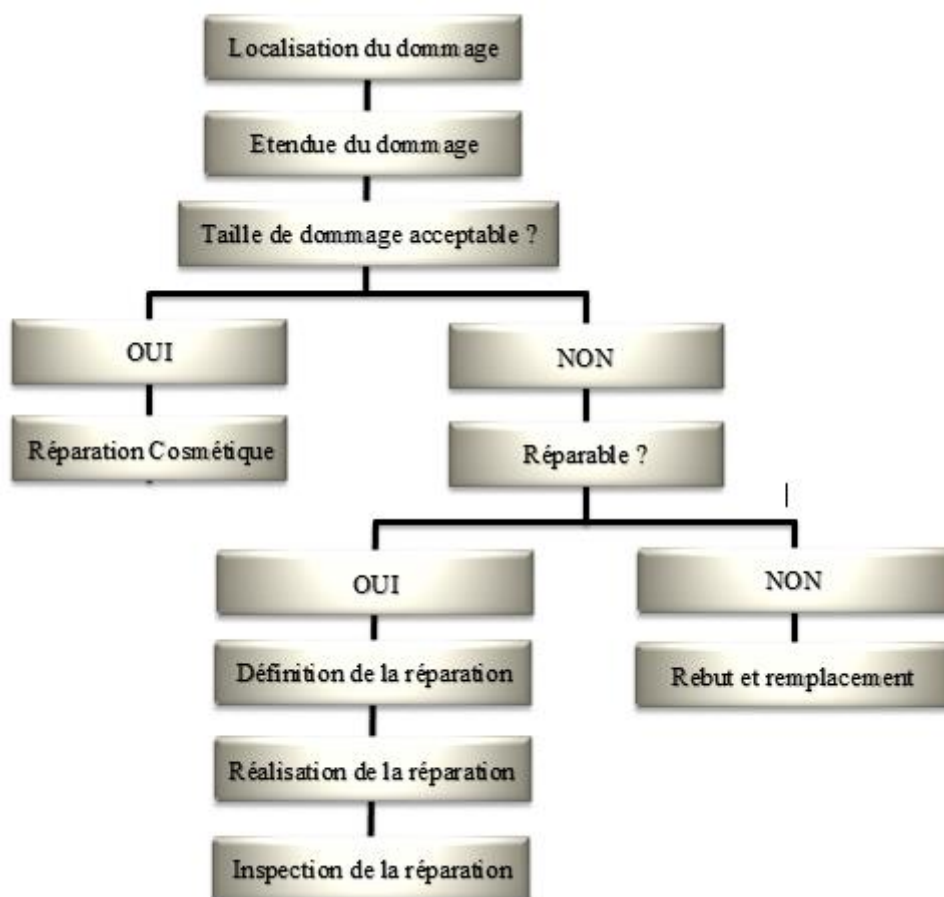 Localisation du dommage
Etendue du dommage
Taille de dommage acceptable ?
OUI
NON
Réparation Cosmétique
Réparable ?
OUI
NON
Définition de la réparation
Rebut et remplacement
Réalisation de la réparation
Inspection de la réparation